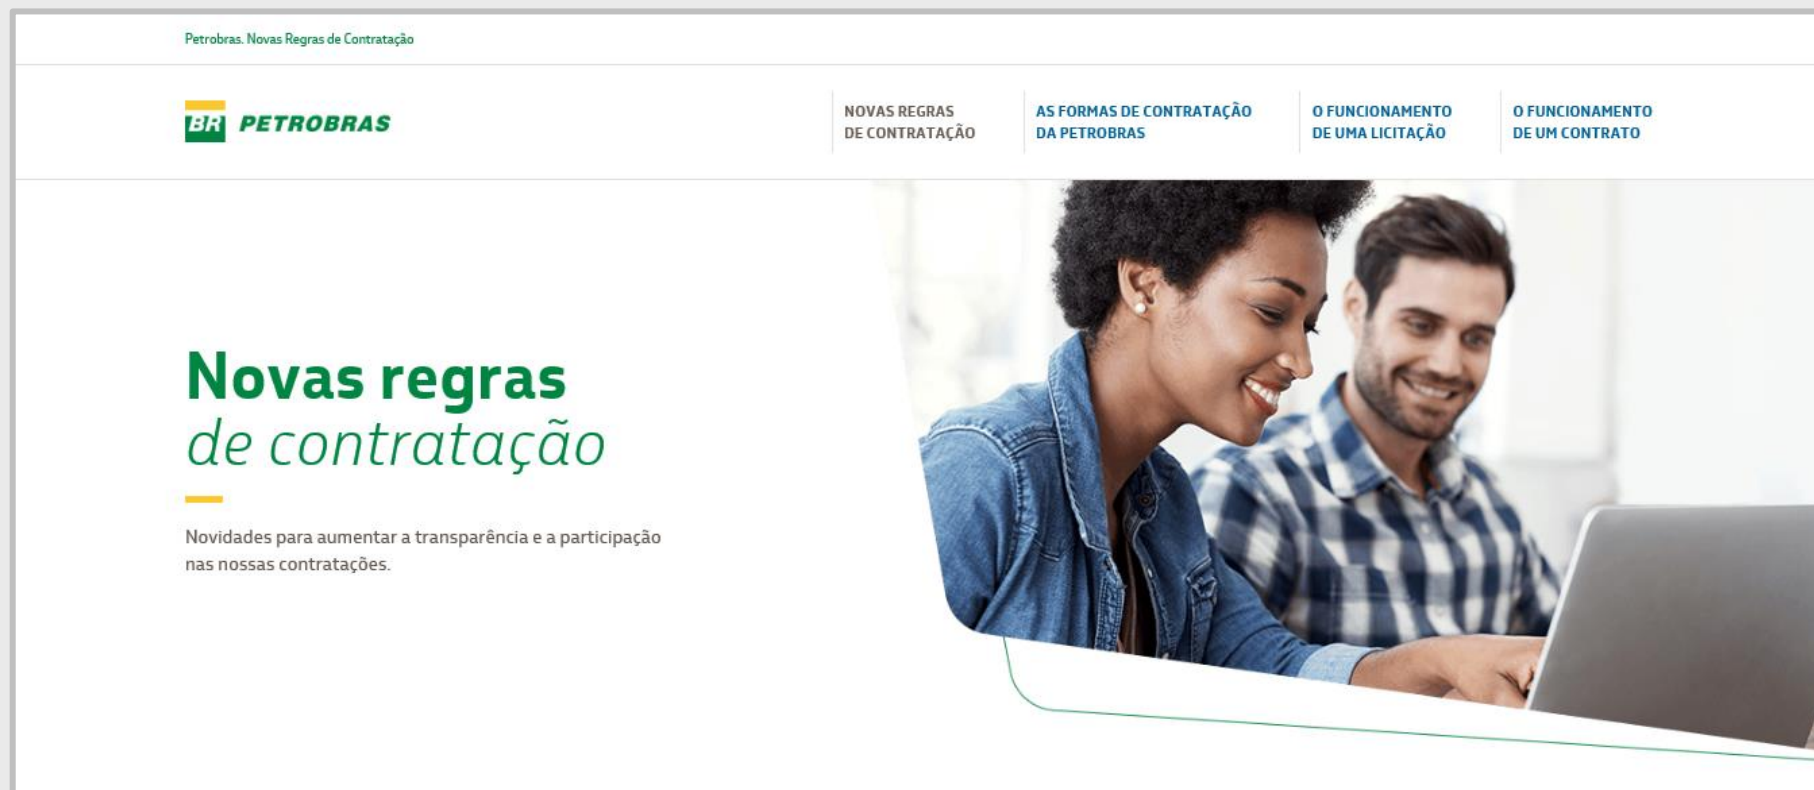 Petrobras. Novas Regras de Contratação
BR PETROBRAS
NOVAS REGRAS
DE CONTRATAÇÃO
AS FORMAS DE CONTRATAÇÃO
DA PETROBRAS
O FUNCIONAMENTO
DE UMA LICITAÇÃO
O FUNCIONAMENTO
DE UM CONTRATO
Novas regras
de contratação
Novidades para aumentar a transparência e a participação
nas nossas contratações.